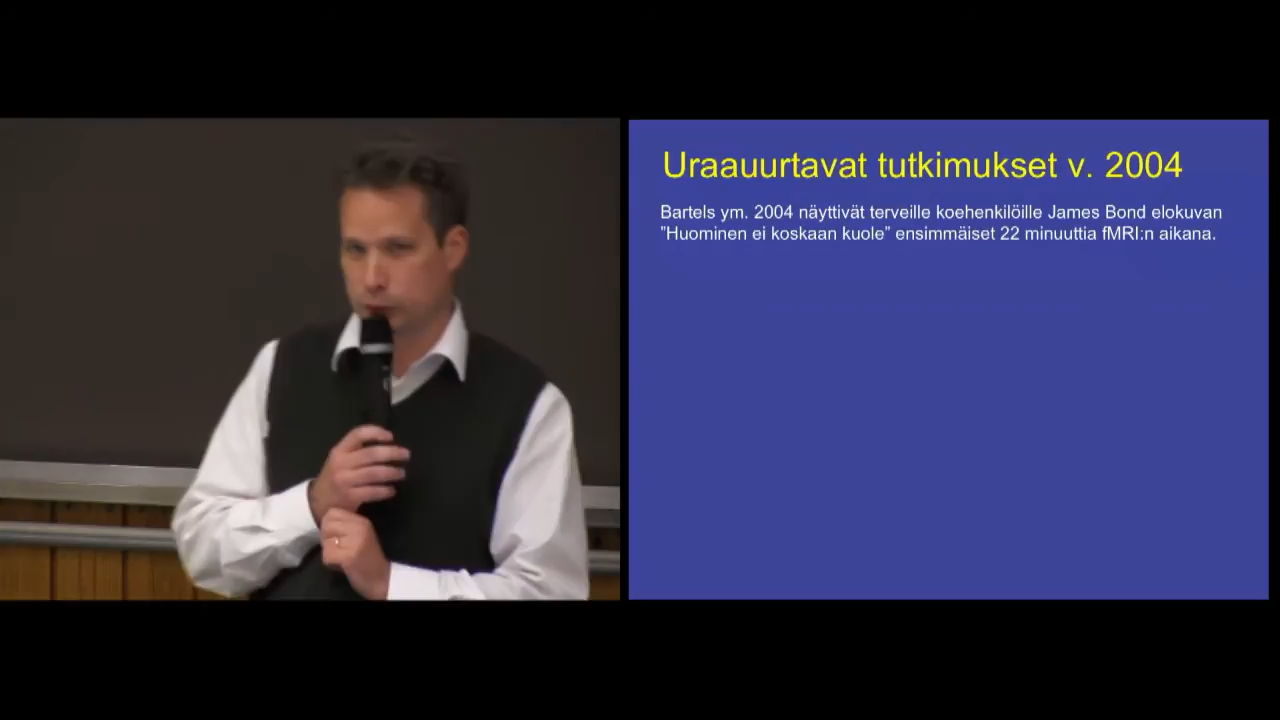 Uraauurtavat tutkimukset v. 2004
Bartels ym. 2004 näyttivät terveille koehenkilöille James Bond elokuvan
"Huominen ei koskaan kuole” ensimmäiset 22 minuuttia fMRI:n aikana.